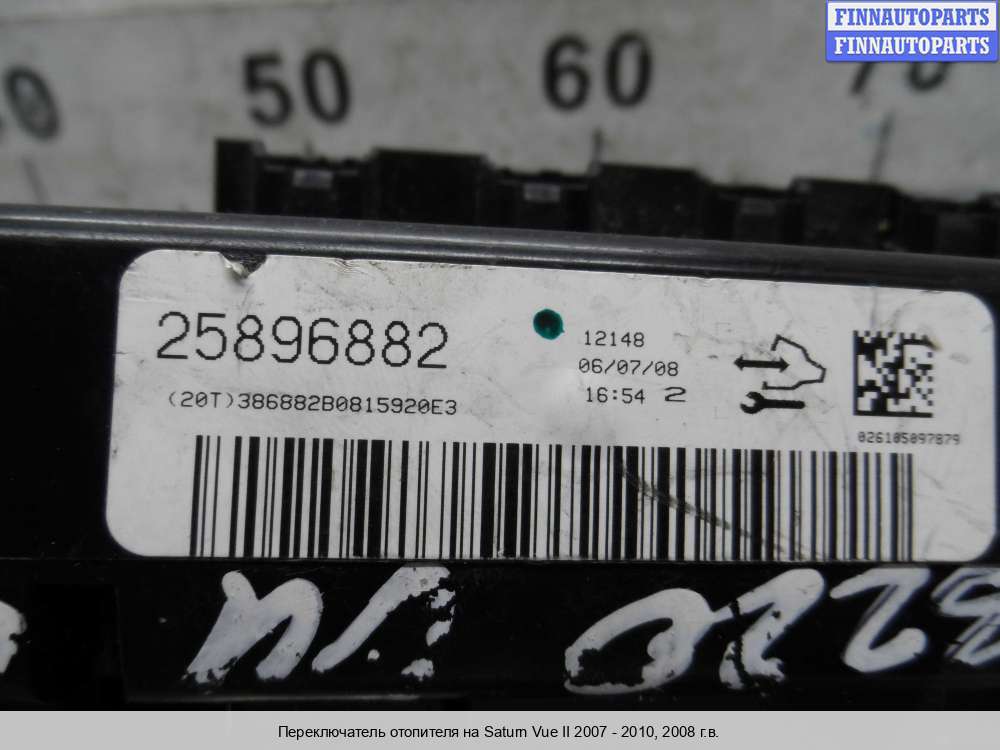 FINNAUTOPARTS
FINNAUTOPARTS
50
60
70
25896882
12148
06/07/08
16:54 2
(20T)386882B0815920E3
026105097879
Переключатель отопителя на Saturn Vue II 2007 - 2010, 2008 г.в.